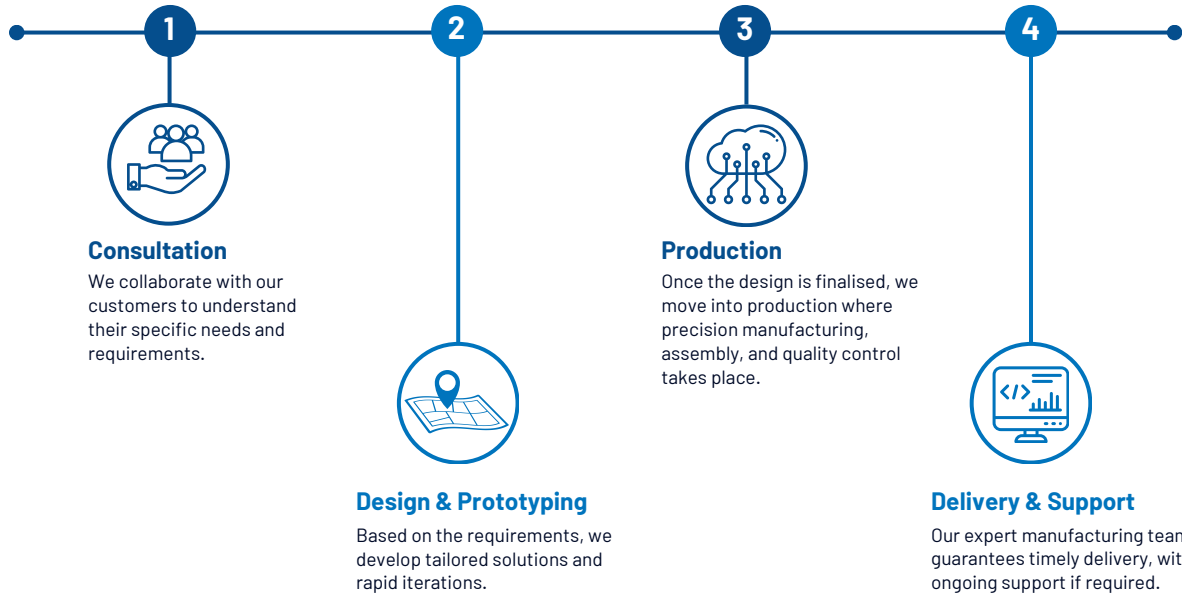 1
2
3
4
Consultation
We collaborate with our
customers to understand
their specific needs and
requirements.
Design & Prototyping
Based on the requirements, we
develop tailored solutions and
rapid iterations.
Production
Once the design is finalised, we
move into production where
precision manufacturing,
assembly, and quality control
takes place.
</>
Delivery & Support
Our expert manufacturing
guarantees timely delivery,
ongoing support if required.